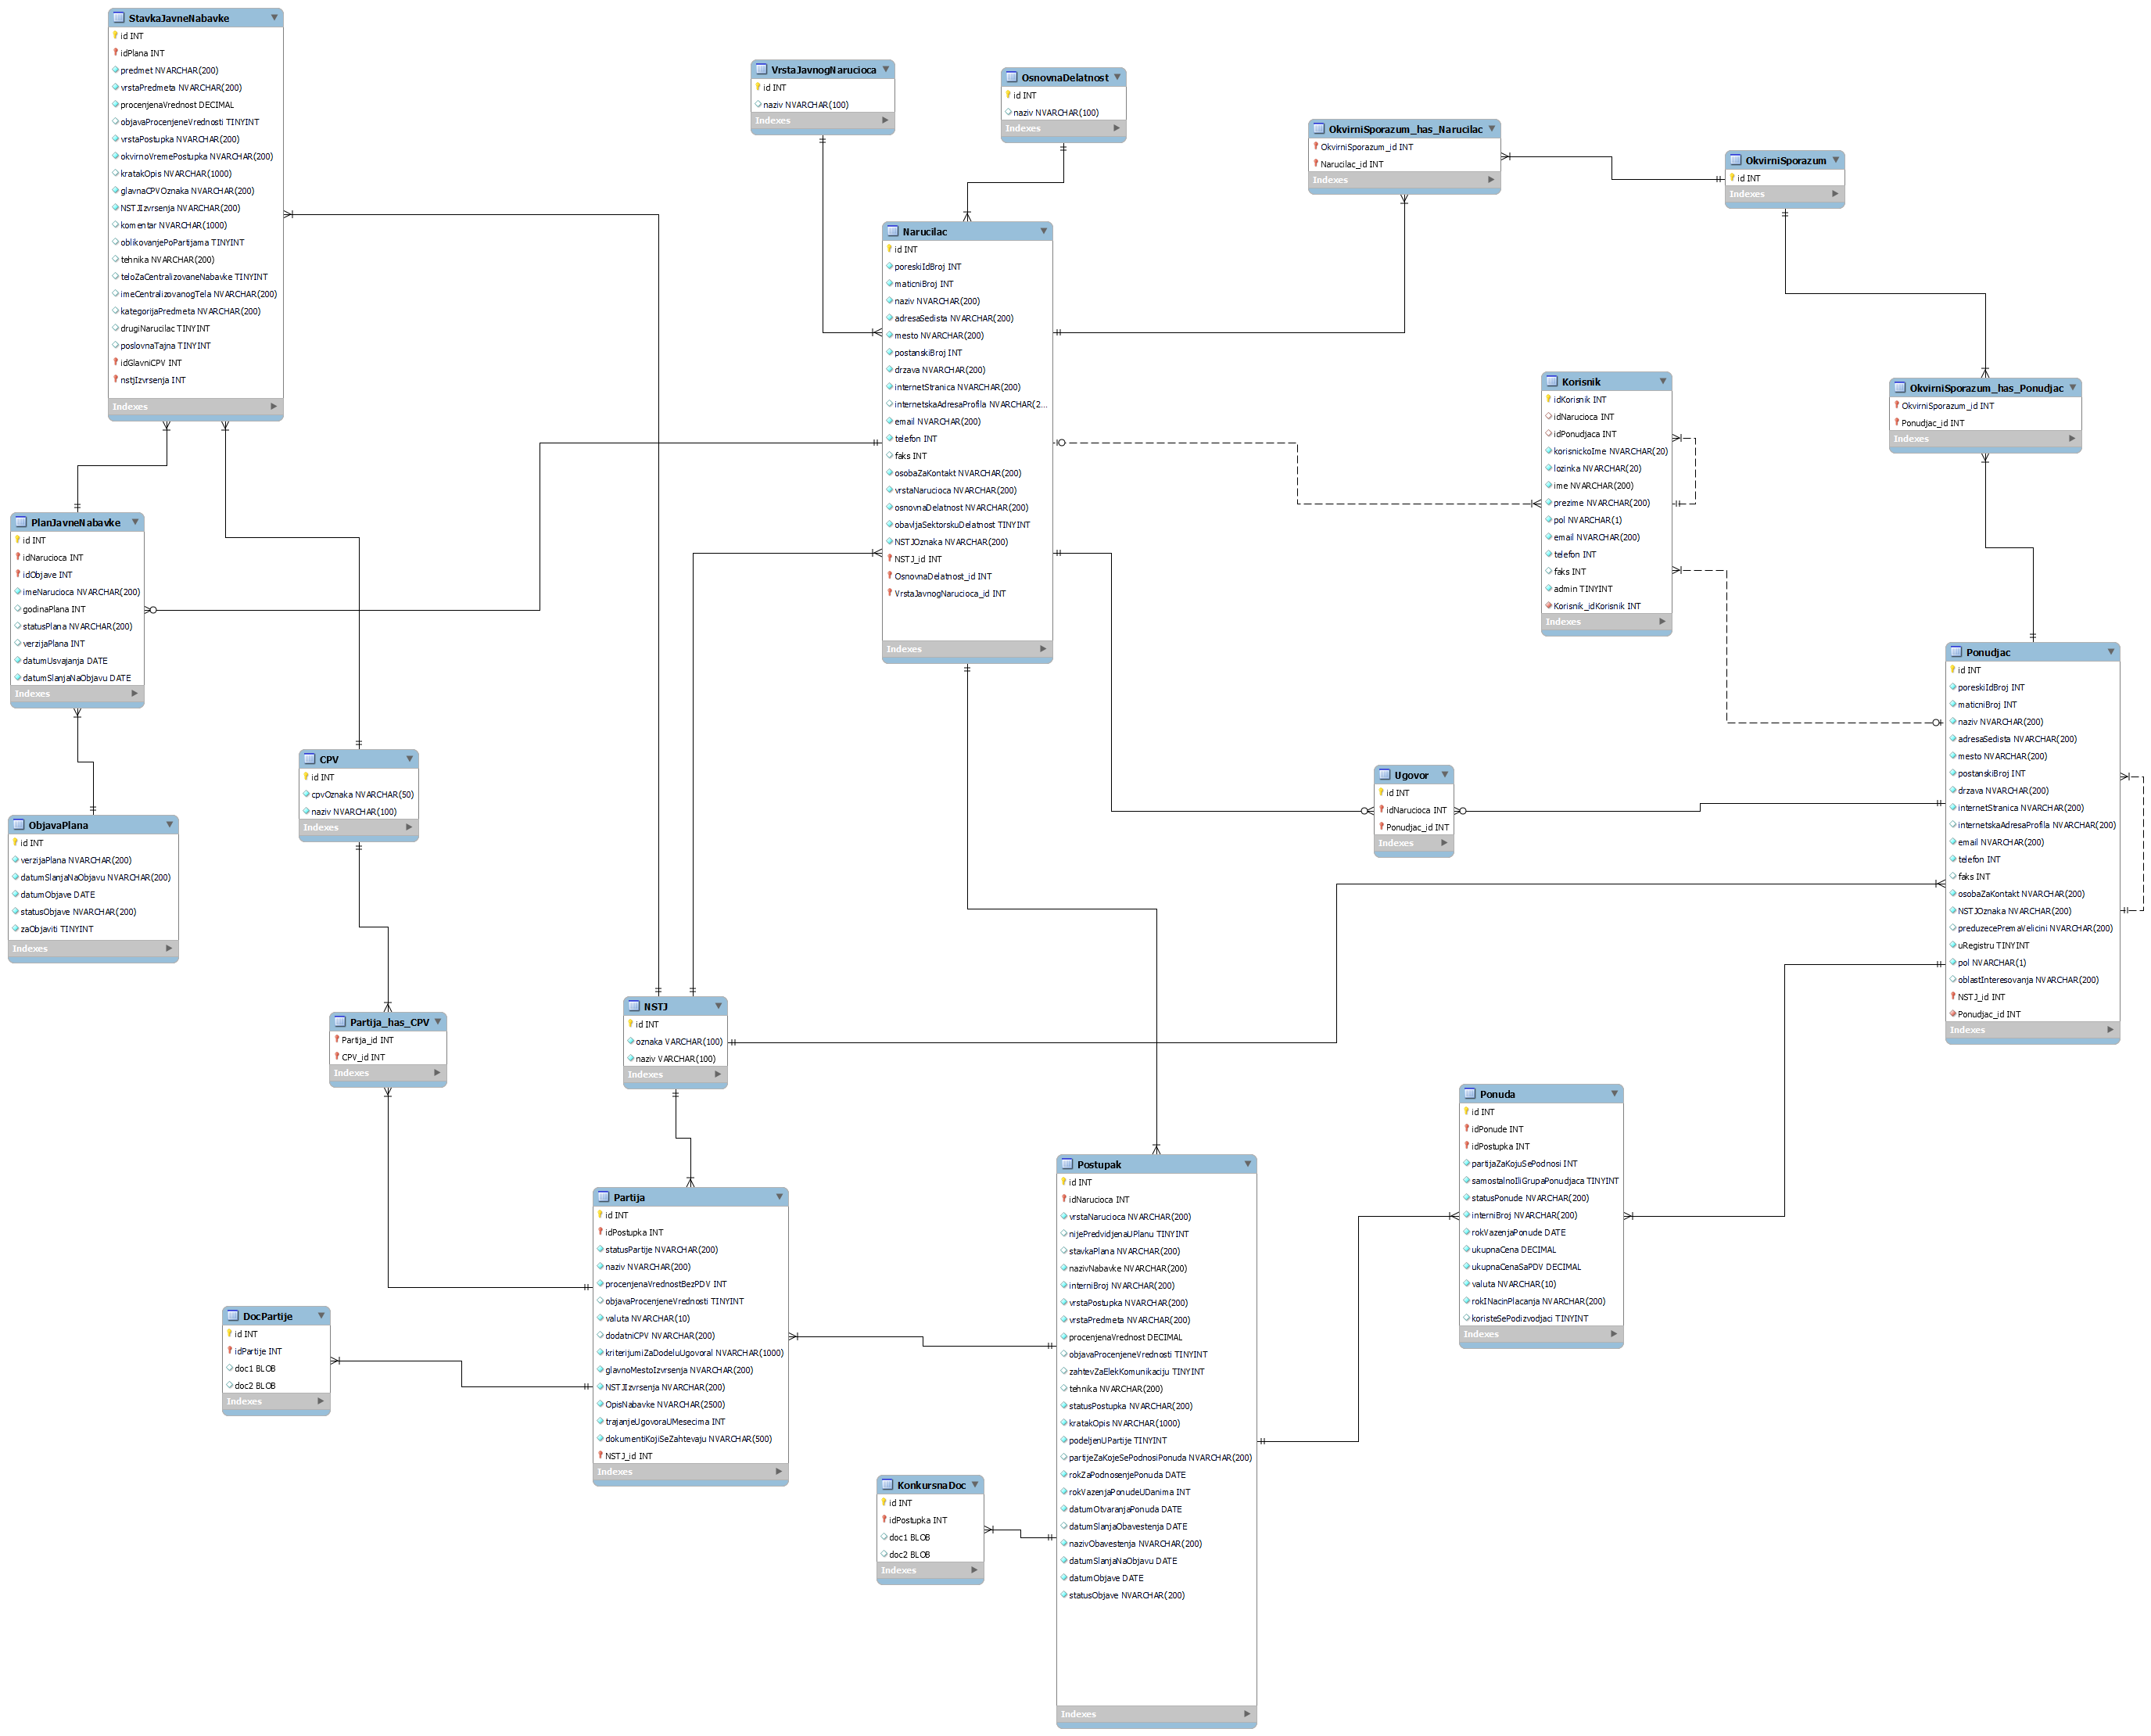 StavkaJavneNabavke
id INT
idPlana INT
predmet NVARCHAR(200)
vrstaPredmeta NVARCHAR(200)
procenjenaVrednost DECIMAL
objavaProcenjeneVrednosti TINYINT
vrstaPostupka NVARCHAR(200)
okvirnoVremePostupka NVARCHAR(200)
kratakOpis NVARCHAR(1000)
glavnaCPVOznaka NVARCHAR(200)
NSTJIzvrsenja NVARCHAR(200)
komentar NVARCHAR(1000)
oblikovanjePoPartijama TINYINT
tehnika NVARCHAR(200)
teloZaCentralizovaneNabavke TINYINT
imeCentralizovanogTela NVARCHAR(200)
kategorijaPredmeta NVARCHAR(200)
drugiNarucilac TINYINT
poslovnaTajna TINYINT
idGlavniCPV INT
nstjIzvrsenja INT
Indexes
VrstaJavnogNarucioca
id INT
naziv NVARCHAR(100)
Indexes
OsnovnaDelatnost
id INT
naziv NVARCHAR(100)
Indexes
OkvirniSporazum_has_Narucilac
OkvirniSporazum_id INT
Narucilac_id INT
Indexes
OkvirniSporazum
id INT
Indexes
Narucilac
id INT
poreskiIdBroj INT
maticniBroj INT
naziv NVARCHAR(200)
adresaSedista NVARCHAR(200)
mesto NVARCHAR(200)
postanskiBroj INT
drzava NVARCHAR(200)
internetStranica NVARCHAR(200)
internetskaAdresaProfila NVARCHAR(2...
email NVARCHAR(200)
telefon INT
faks INT
osobaZaKontakt NVARCHAR(200)
vrstaNarucioca NVARCHAR(200)
osnovnaDelatnost NVARCHAR(200)
obavljaSektorskuDelatnost TINYINT
NSTJOznaka NVARCHAR(200)
NSTJ_id INT
OsnovnaDelatnost_id INT
VrstaJavnogNarucioca_id INT
Indexes
Korisnik
idKorisnik INT
idNarucioca INT
idPonudjaca INT
korisnickoIme NVARCHAR(20)
lozinka NVARCHAR(20)
ime NVARCHAR(200)
prezime NVARCHAR(200)
pol NVARCHAR(1)
email NVARCHAR(200)
telefon INT
faks INT
admin TINYINT
Korisnik_idKorisnik INT
Indexes
OkvirniSporazum_has_Ponudjac
OkvirniSporazum_id INT
Ponudjac_id INT
Indexes
PlanJavneNabavke
id INT
idNarucioca INT
idObjave INT
imeNarucioca NVARCHAR(200)
godinaPlana INT
statusPlana NVARCHAR(200)
verzijaPlana INT
datumUsvajanja DATE
datumSlanjaNaObjavu DATE
Indexes
Ponudjac
id INT
poreskiIdBroj INT
maticniBroj INT
naziv NVARCHAR(200)
adresaSedista NVARCHAR(200)
mesto NVARCHAR(200)
postanskiBroj INT
drzava NVARCHAR(200)
internetStranica NVARCHAR(200)
internetskaAdresaProfila NVARCHAR(200)
email NVARCHAR(200)
telefon INT
faks INT
osobaZaKontakt NVARCHAR(200)
NSTJOznaka NVARCHAR(200)
preduzecePremaVelicini NVARCHAR(200)
uRegistru TINYINT
pol NVARCHAR(1)
oblastInteresovanja NVARCHAR(200)
NSTJ_id INT
Ponudjac_id INT
Indexes
CPV
id INT
cpvOznaka NVARCHAR(50)
naziv NVARCHAR(100)
Indexes
Ugovor
id INT
idNarucioca INT
Ponudjac_id INT
Indexes
ObjavaPlana
id INT
verzijaPlana NVARCHAR(200)
datumSlanjaNaObjavu NVARCHAR(200)
datumObjave DATE
statusObjave NVARCHAR(200)
zaObjaviti TINYINT
Indexes
Partija_has_CPV
Partija_id INT
CPV_id INT
Indexes
NSTJ
id INT
oznaka VARCHAR(100)
naziv VARCHAR(100)
Indexes
Ponuda
id INT
idPonude INT
idPostupka INT
partijaZaKojuSePodnosi INT
samostalnoIliGrupaPonudjaca TINYINT
statusPonude NVARCHAR(200)
interniBroj NVARCHAR(200)
rokVazenjaPonude DATE
ukupnaCena DECIMAL
ukupnaCenaSaPDV DECIMAL
valuta NVARCHAR(10)
rokINacinPlacanja NVARCHAR(200)
koristeSePodizvodjaci TINYINT
Indexes
Partija
id INT
idPostupka INT
statusPartije NVARCHAR(200)
naziv NVARCHAR(200)
procenjenaVrednostBezPDV INT
objavaProcenjeneVrednosti TINYINT
valuta NVARCHAR(10)
dodatniCPV NVARCHAR(200)
kriterijumiZaDodeluUgovoral NVARCHAR(1000)
glavnoMestoIzvrsenja NVARCHAR(200)
NSTJIzvrsenja NVARCHAR(200)
OpisNabavke NVARCHAR(2500)
trajanjeUgovoraUMesecima INT
dokumentiKojiSeZahtevaju NVARCHAR(500)
NSTJ_id INT
Indexes
Postupak
id INT
idNarucioca INT
vrstaNarucioca NVARCHAR(200)
nijePredvidjenaUPlanu TINYINT
stavkaPlana NVARCHAR(200)
nazivNabavke NVARCHAR(200)
interniBroj NVARCHAR(200)
vrstaPostupka NVARCHAR(200)
vrstaPredmeta NVARCHAR(200)
procenjenaVrednost DECIMAL
objavaProcenjeneVrednosti TINYINT
zahtevZaElekKomunikaciju TINYINT
tehnika NVARCHAR(200)
statusPostupka NVARCHAR(200)
kratakOpis NVARCHAR(1000)
podeljenUPartije TINYINT
partijeZaKojeSePodnosiPonuda NVARCHAR(200)
rokZaPodnosenjePonuda DATE
rokVazenjaPonudeUDanima INT
datumOtvaranjaPonuda DATE
datumSlanjaObavestenja DATE
nazivObavestenja NVARCHAR(200)
datumSlanjaNaObjavu DATE
datumObjave DATE
statusObjave NVARCHAR(200)
Indexes
DocPartije
id INT
idPartije INT
doc1 BLOB
doc2 BLOB
Indexes
KonkursnaDoc
id INT
idPostupka INT
doc1 BLOB
doc2 BLOB
Indexes